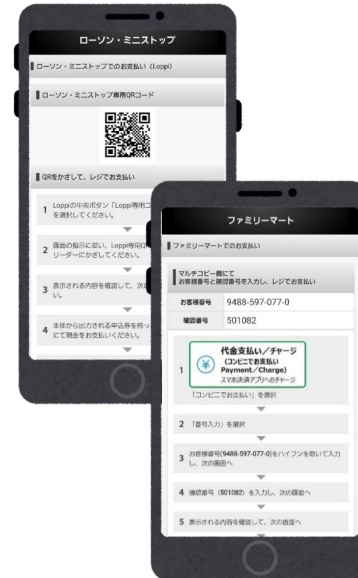 ローソン・ミニストップ
ローソン・ミニストップでのお支払い（Loppi）
ローソン・ミニストップ専用QRコード
QRをかざして、レジでお支払い
1 Loppiの中央ボタン「Loppi専用コ
を選択してください。
2 画面の指示に従い、Loppi専用QR
リーダーにかざしてください。
3 表示される内容を確認して、次
い。
4 本体から出力される申込券を持っ
にて現金をお支払いください。
ファミリーマート
ファミリーマートでのお支払い
マルチコピー機にて
お客様番号と確認番号を入力し、レジでお支払い
お客様番号 9488-597-077-0
確認番号 501082
1 代金支払い／チャージ
(コンビニでお支払い
Payment／Charge)
スマホ決済アプリへのチャージ
「コンビニでお支払い」を選択
2 「番号入力」を選択
3 お客様番号(9488-597-077-0)をハイフンを除いて入力
し、次の画面へ
4 確認番号（501082）を入力し、次の画面へ
5 表示される内容を確認して、次の画面へ